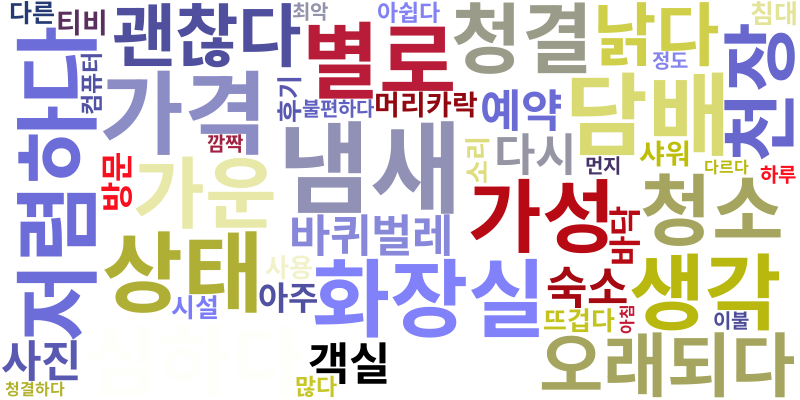 다른
티비
괜찮다
최악
아쉽다
별로
청결
낡다
침대
천장
저렴하다
컴퓨터
가격
후기
불편하다
머리카락
예약
정도
담배
깜짝
냄새
소리
다시
먼지
샤워
다르다
하루
방문
가운
바퀴벌레
가성
바닥
청소
상태
사용
시설
아주
화장실
숙소
생각
뜨겁다
아침
이불
사진
청결하다
객실
많다
오래되다